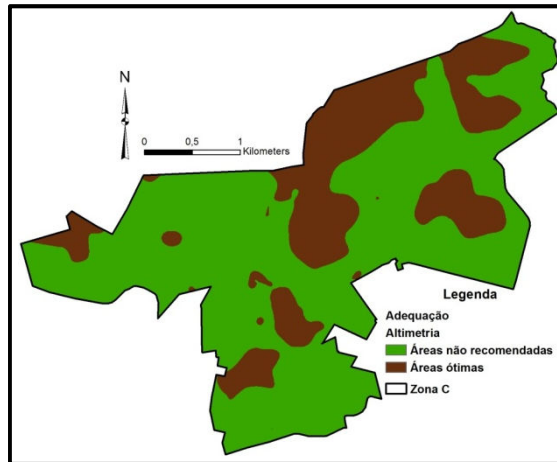 N
0 0,5 1
Kilometers
Legenda
Adequação
Altimetria
Áreas não recomendadas
Áreas ótimas
Zona C